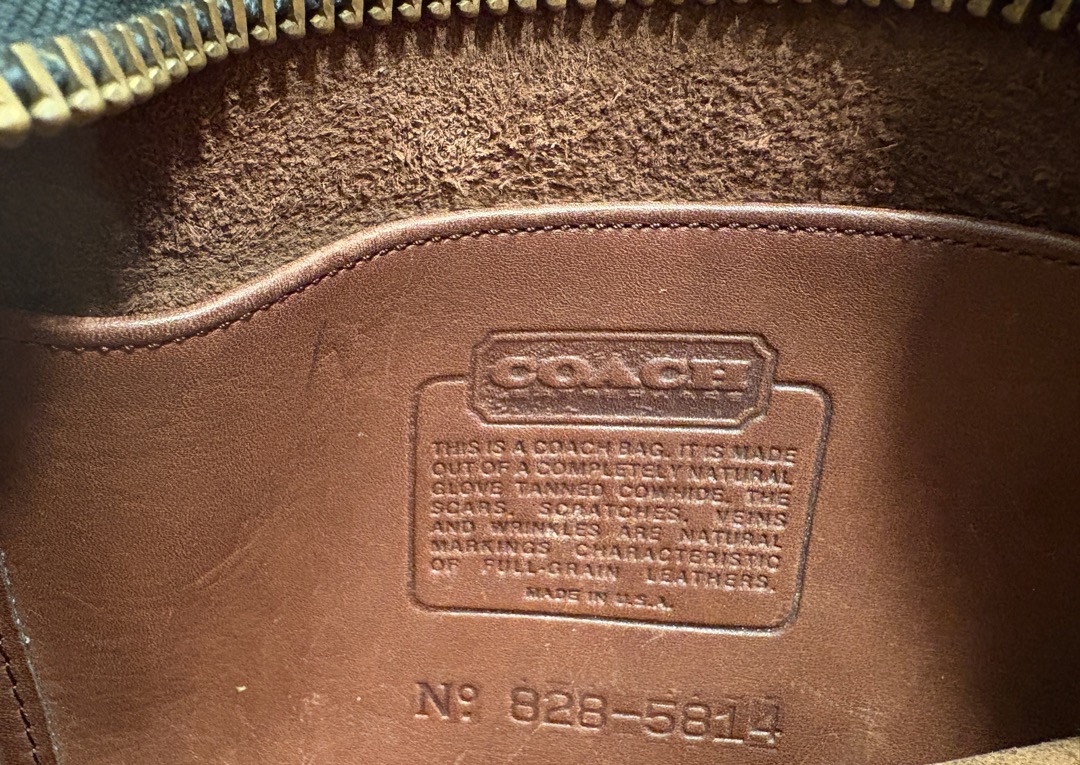 COACH
THIS IS A COACH BAG. IT IS MADE
OUT OF A COMPLETELY NATURAL
GLOVE TANNED COWHIDE. THE
SCARS, SCRATCHES, VEINS
AND WRINKLES ARE NATURAL
MARKINGS CHARACTERISTIC
OF FULL-GRAIN LEATHERS.
MADE IN U.S.A.
Nº: 828-5814